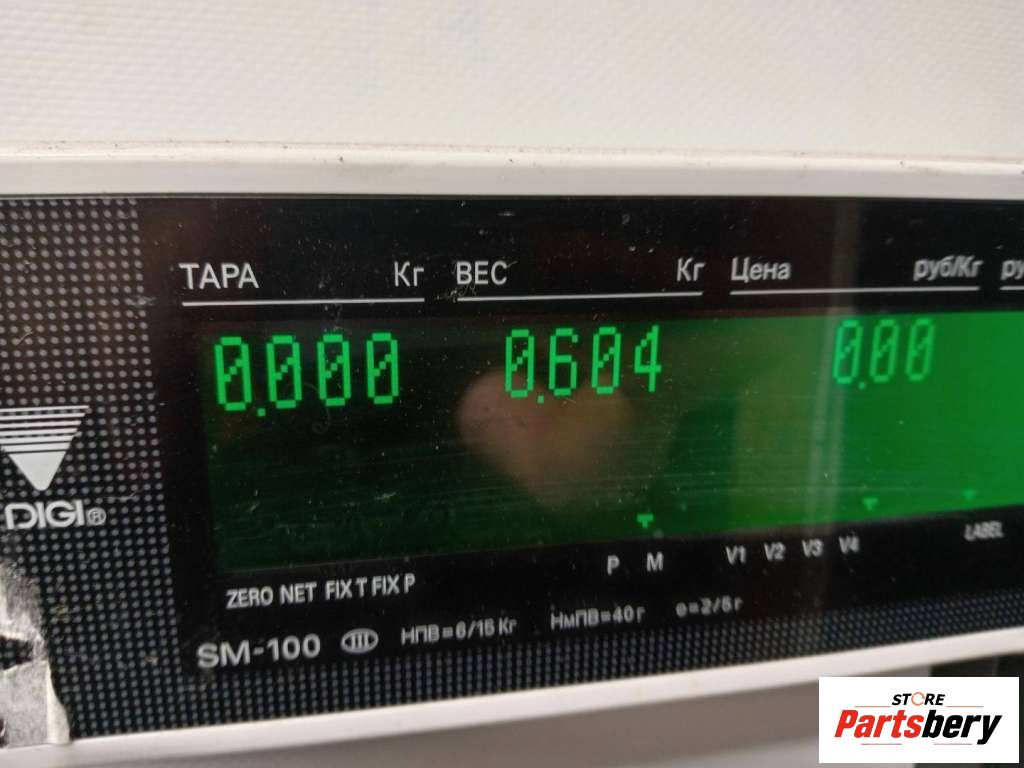 ТАРА Кг ВЕС Кг Цена руб/Кг
0.000 0.604 0.00
DIGI®
P M V1 V2 V3 V4 LABEL
ZERO NET FIX T FIX P
SM-100 III НПВ=6/15 Кг НмПВ=40 г e=2/5 г
STORE
Partsbery